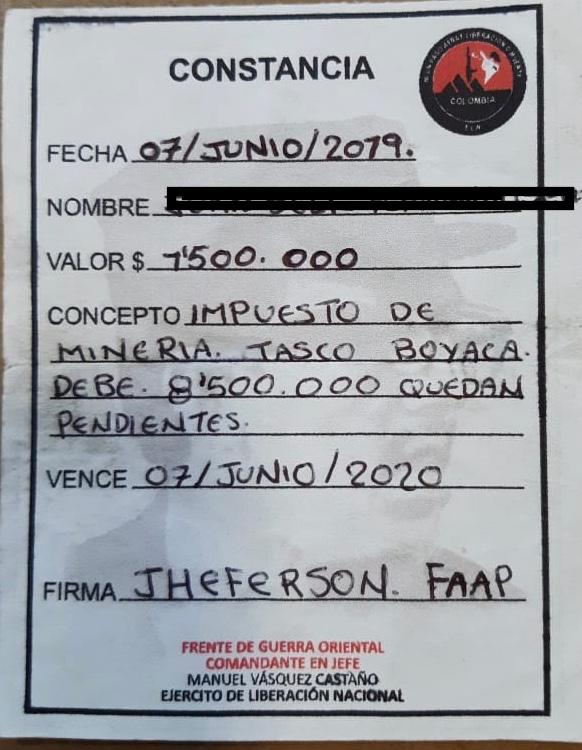 CONSTANCIA
COLOMBIA
ELN
FECHA 07/JUNIO/2019.
NOMBRE
VALOR $ 1'500.000
CONCEPTO IMPUESTO DE
MINERIA. TASCO BOYACA.
DEBE. 8'500.000 QUEDAN
PENDIENTES.
VENCE 07/JUNIO/2020
FIRMA JHEFERSON. FAAP
FRENTE DE GUERRA ORIENTAL
COMANDANTE EN JEFE
MANUEL VÁSQUEZ CASTAÑO
EJERCITO DE LIBERACIÓN NACIONAL